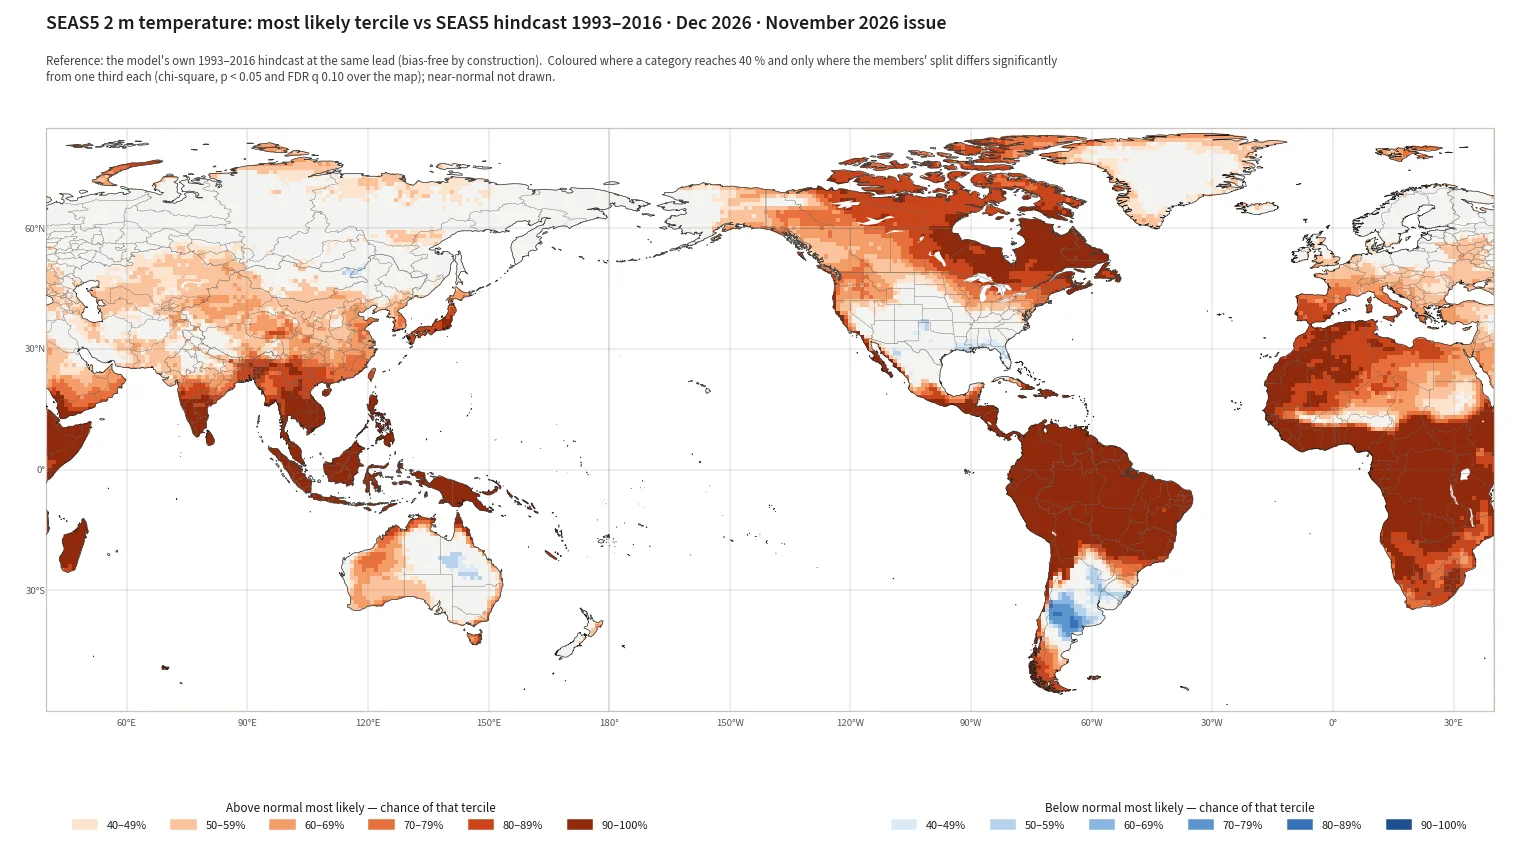 SEAS5 2 m temperature: most likely tercile vs SEAS5 hindcast 1993–2016 · Dec 2026 · November 2026 issue
Reference: the model's own 1993–2016 hindcast at the same lead (bias-free by construction). Coloured where a category reaches 40 % and only where the members' split differs significantly
from one third each (chi-square, p < 0.05 and FDR q 0.10 over the map); near-normal not drawn.
60°N
30°N
0°
30°S
60°E 90°E 120°E 150°E 180° 150°W 120°W 90°W 60°W 30°W 0° 30°E
Above normal most likely — chance of that tercile
40–49% 50–59% 60–69% 70–79% 80–89% 90–100%
Below normal most likely — chance of that tercile
40–49% 50–59% 60–69% 70–79% 80–89% 90–100%